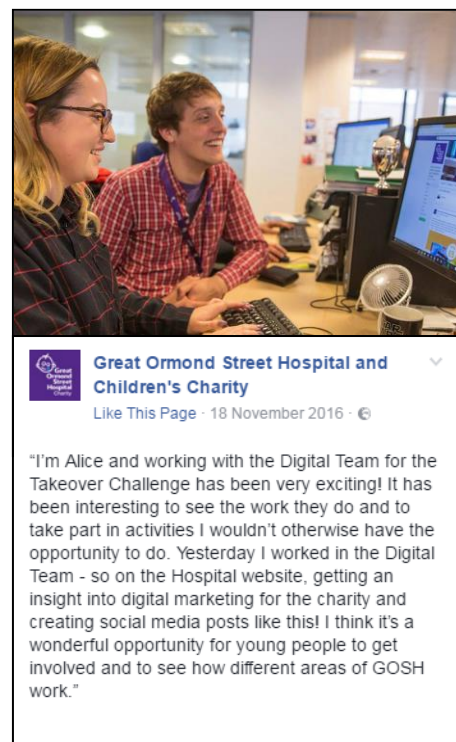 Great
Ormond
Street
Hospital
Charity
Great Ormond Street Hospital and
Children's Charity
Like This Page · 18 November 2016 ·
“I’m Alice and working with the Digital Team for the
Takeover Challenge has been very exciting! It has
been interesting to see the work they do and to
take part in activities I wouldn’t otherwise have the
opportunity to do. Yesterday I worked in the Digital
Team - so on the Hospital website, getting an
insight into digital marketing for the charity and
creating social media posts like this! I think it’s a
wonderful opportunity for young people to get
involved and to see how different areas of GOSH
work.”